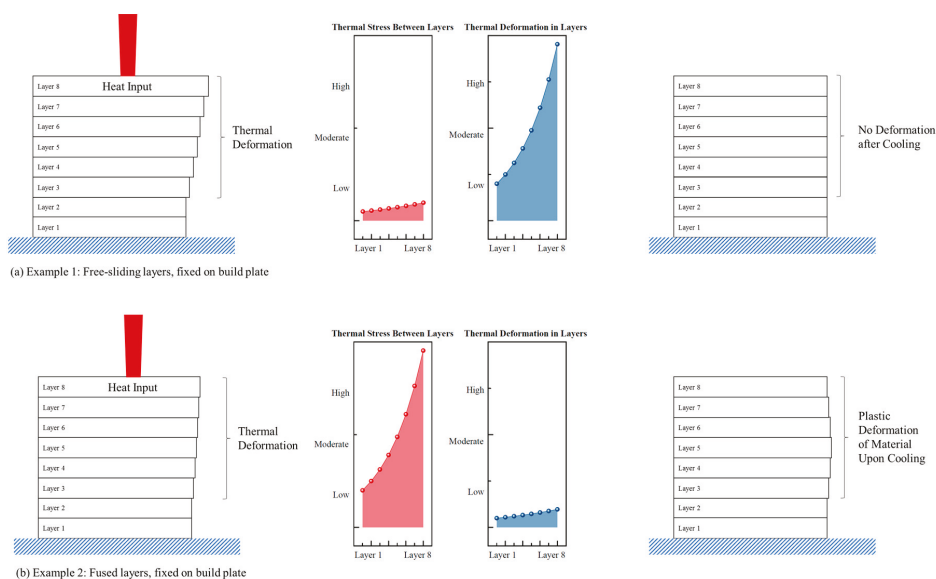 Thermal Stress Between Layers
Thermal Deformation in Layers
Layer 8
Heat Input
Layer 7
Layer 6
Layer 5
Layer 4
Layer 3
Layer 2
Layer 1
Thermal
Deformation
High
Moderate
Low
Layer 1
Layer 8
High
Moderate
Low
Layer 1
Layer 8
Layer 8
Layer 7
Layer 6
Layer 5
Layer 4
Layer 3
Layer 2
Layer 1
No Deformation
after Cooling
(a) Example 1: Free-sliding layers, fixed on build plate
Thermal Stress Between Layers
Thermal Deformation in Layers
Layer 8
Heat Input
Layer 7
Layer 6
Layer 5
Layer 4
Layer 3
Layer 2
Layer 1
Thermal
Deformation
High
Moderate
Low
Layer 1
Layer 8
High
Moderate
Low
Layer 1
Layer 8
Layer 8
Layer 7
Layer 6
Layer 5
Layer 4
Layer 3
Layer 2
Layer 1
Plastic
Deformation
of Material
Upon Cooling
(b) Example 2: Fused layers, fixed on build plate